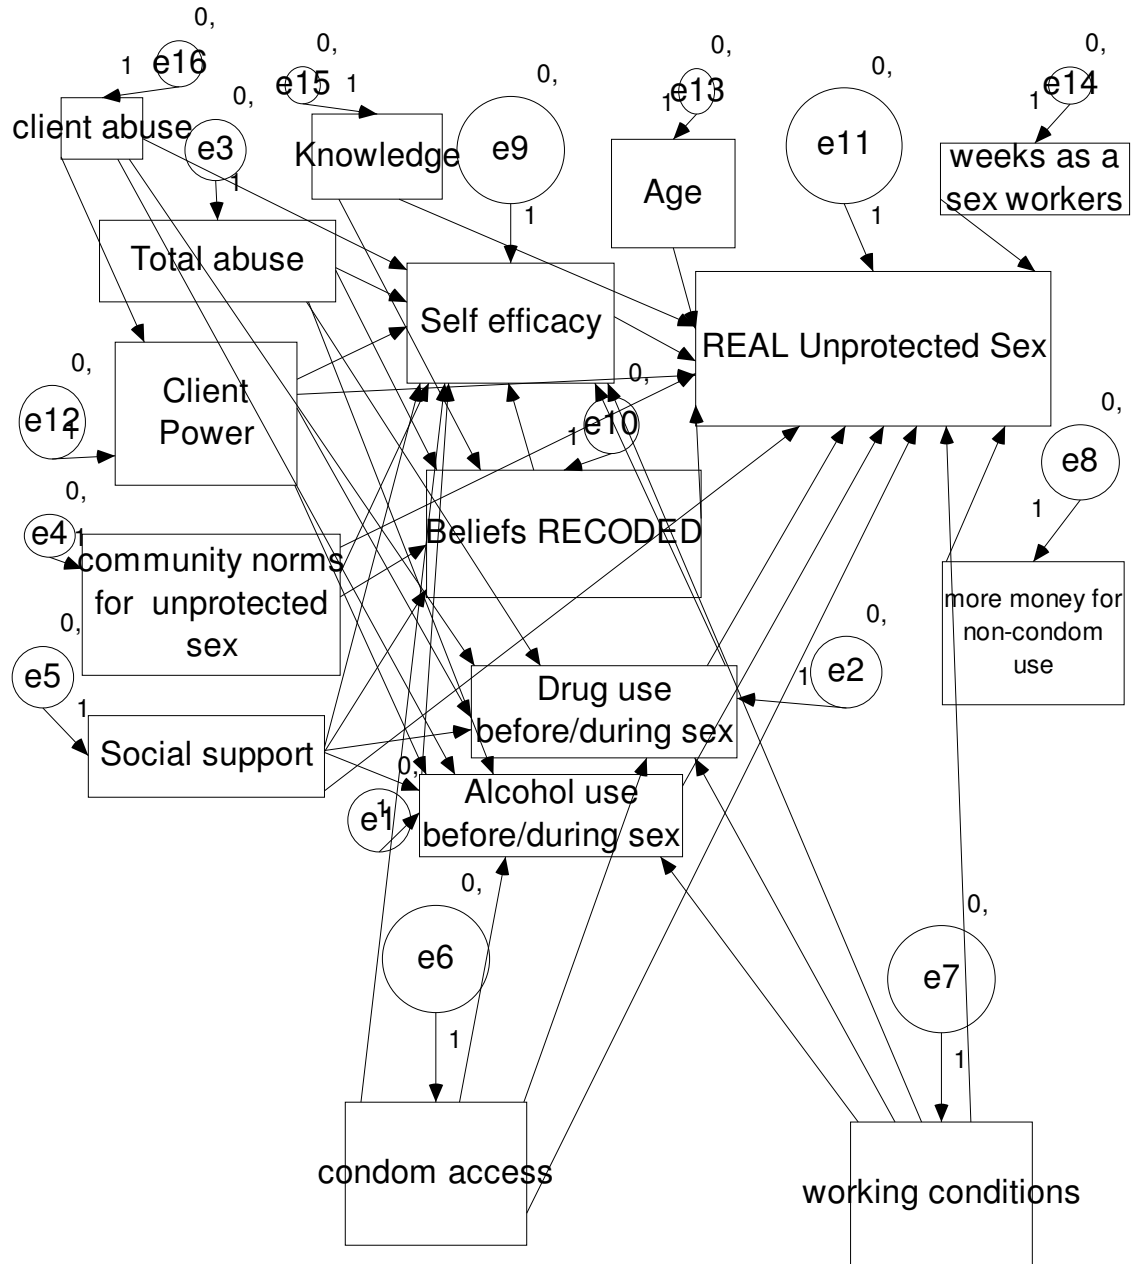 0,
e16
1
client abuse
0,
e15
1
Knowledge
0,
e3
1
Total abuse
0,
e9
1
Self efficacy
0,
e13
1
Age
0,
e11
1
REAL Unprotected Sex
0,
e14
1
weeks as a
sex workers
Client
Power
0,
e12
1
0,
e10
1
Beliefs RECODED
0,
e4
1
community norms
for unprotected
sex
0,
e8
1
more money for
non-condom
use
0,
e5
1
Social support
0,
e2
1
Drug use
before/during sex
0,
e1
1
Alcohol use
before/during sex
0,
e6
1
condom access
0,
e7
1
working conditions